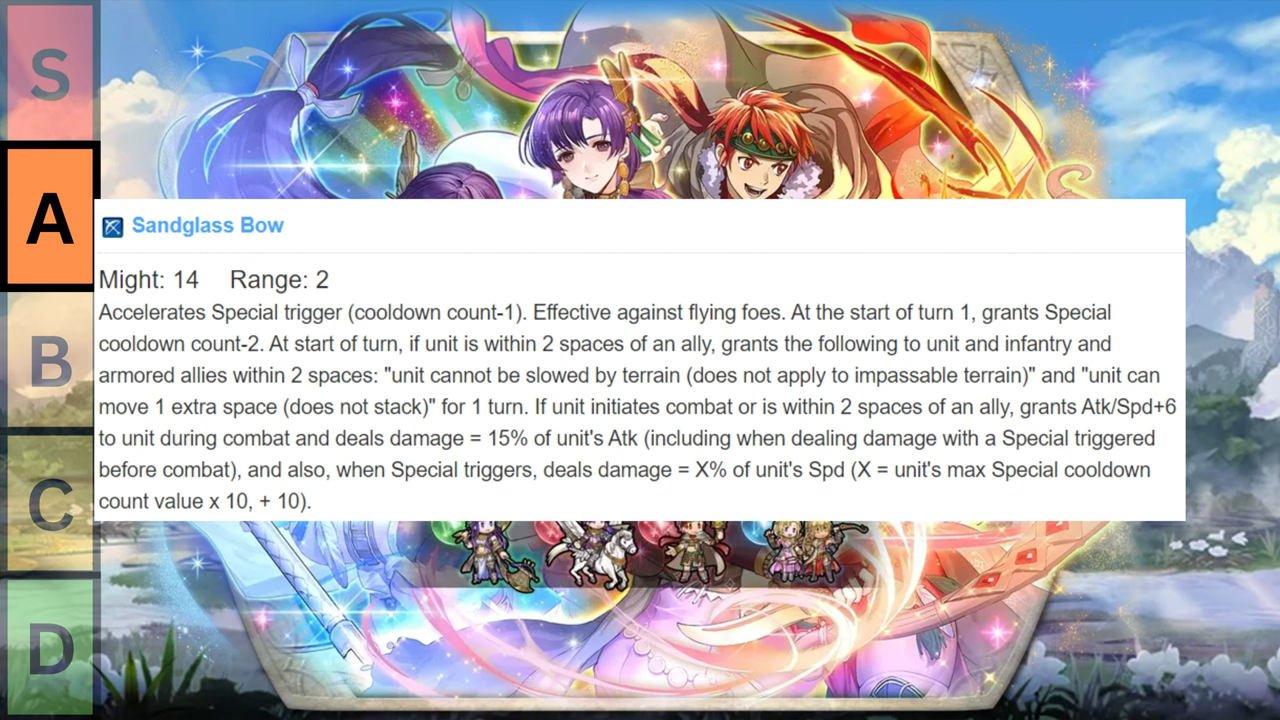 S
A
B
C
D
Sandglass Bow
Might: 14 Range: 2
Accelerates Special trigger (cooldown count-1). Effective against flying foes. At the start of turn 1, grants Special
cooldown count-2. At start of turn, if unit is within 2 spaces of an ally, grants the following to unit and infantry and
armored allies within 2 spaces: "unit cannot be slowed by terrain (does not apply to impassable terrain)" and "unit can
move 1 extra space (does not stack)" for 1 turn. If unit initiates combat or is within 2 spaces of an ally, grants Atk/Spd+6
to unit during combat and deals damage = 15% of unit's Atk (including when dealing damage with a Special triggered
before combat), and also, when Special triggers, deals damage = X% of unit's Spd (X = unit's max Special cooldown
count value x 10, + 10).